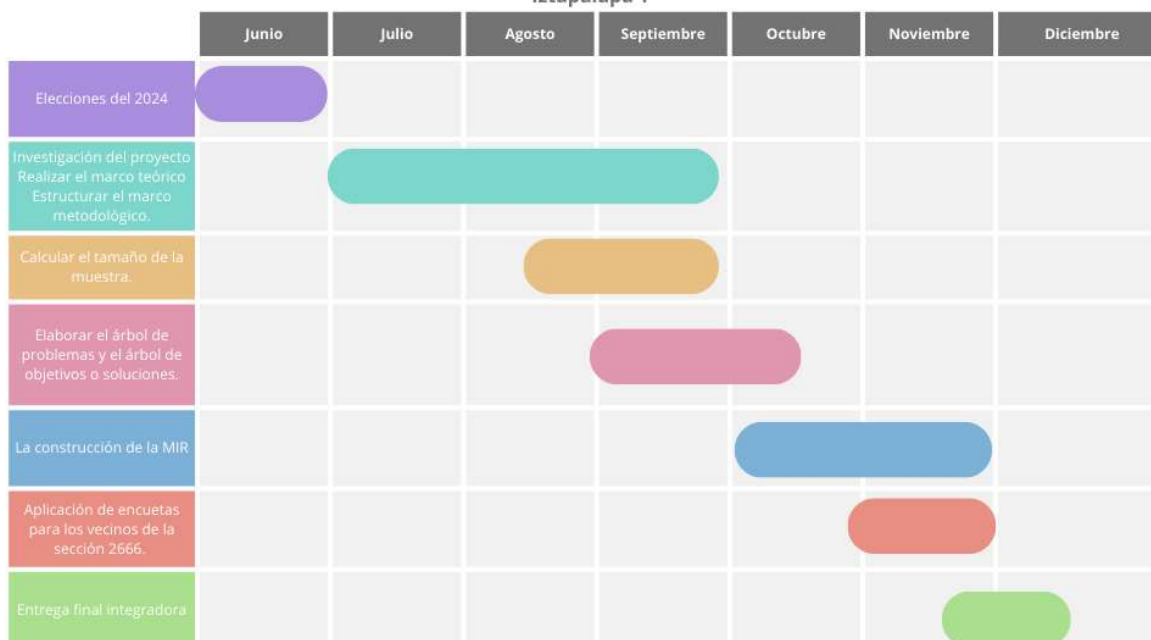 Junio Julio Agosto Septiembre Octubre Noviembre Diciembre
Elecciones del 2024
Investigación del proyecto
Realizar el marco teórico
Estructurar el marco
metodológico.
Calcular el tamaño de la
muestra.
Elaborar el árbol de
problemas y el árbol de
objetivos o soluciones.
La construcción de la MIR
Aplicación de encuetas
para los vecinos de la
sección 2666.
Entrega final integradora